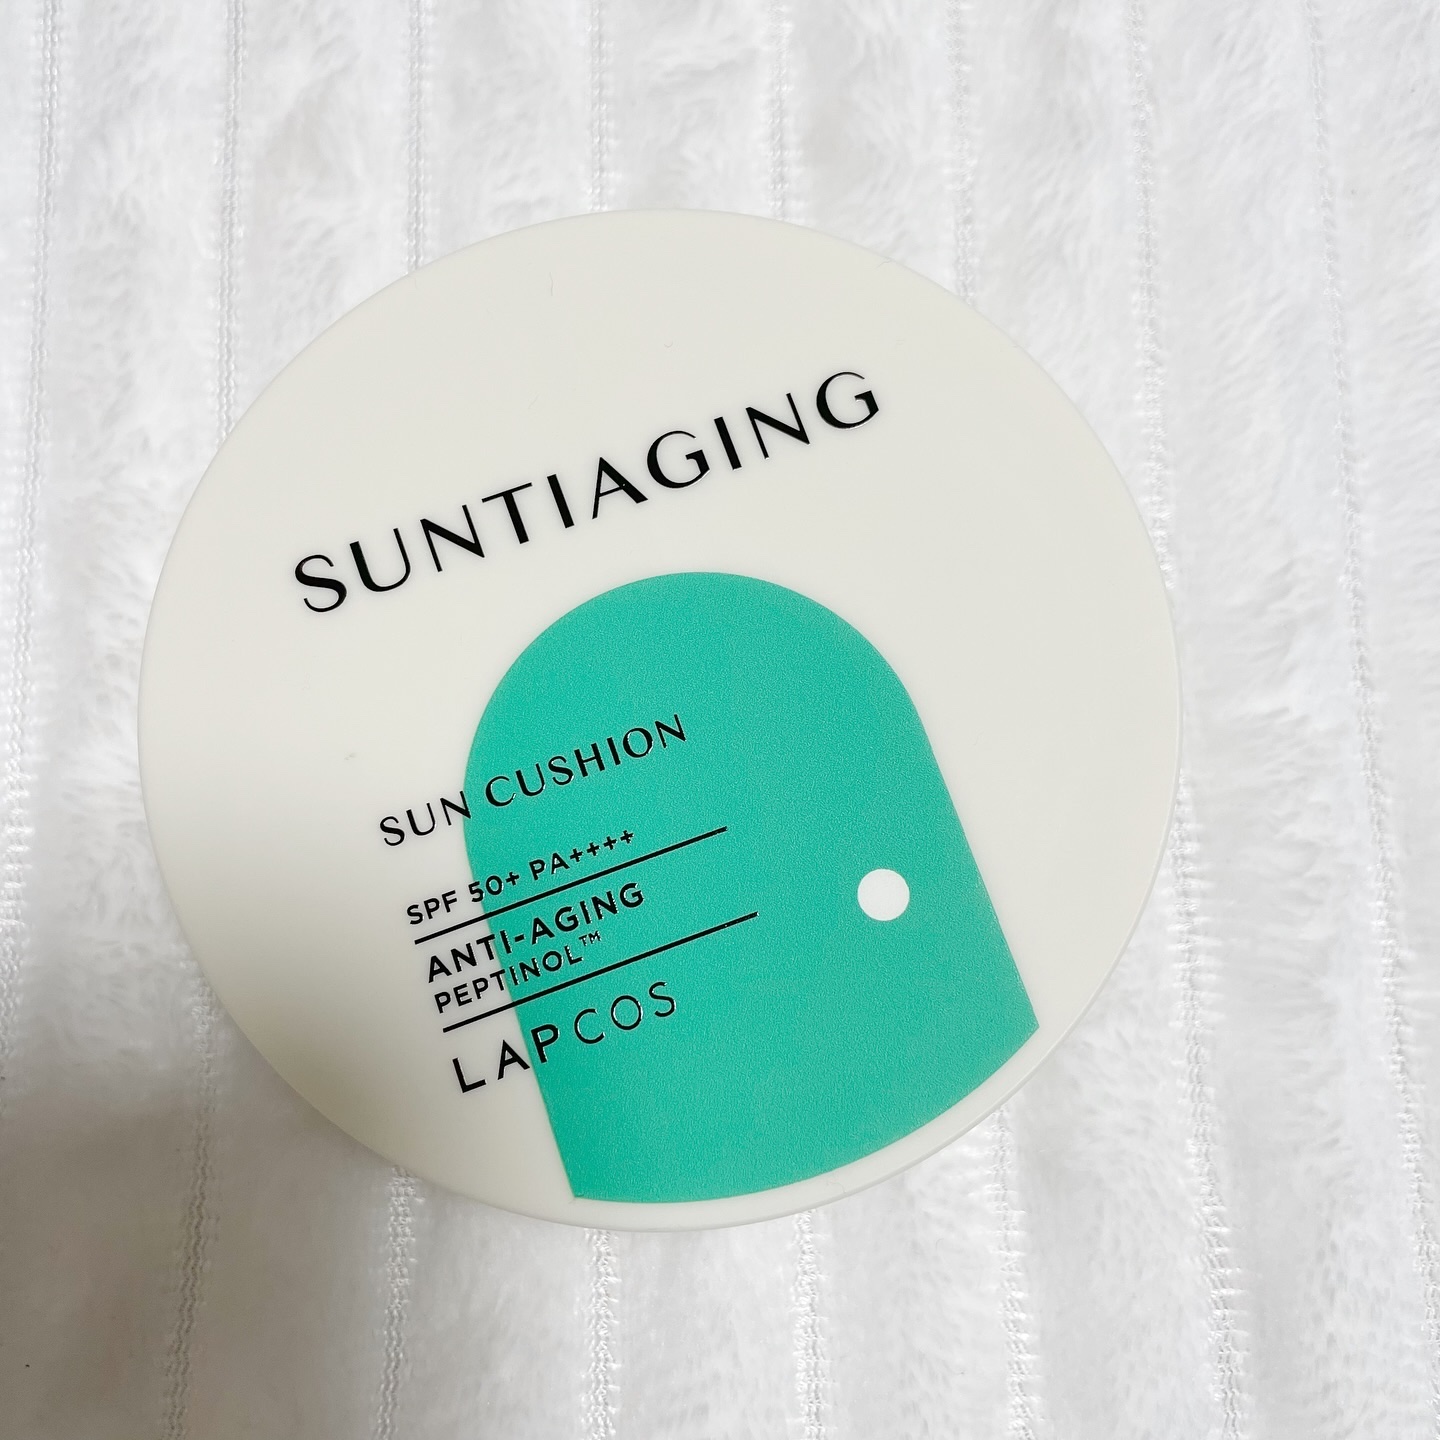 SUNTIAGING
SUN CUSHION
SPF 50+ PA++++
ANTI-AGING
PEPTINOL™
LAPCOS